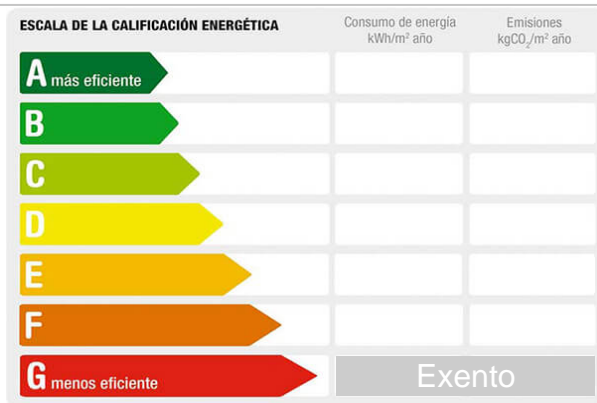 ESCALA DE LA CALIFICACIÓN ENERGÉTICA
Consumo de energía
kWh/m² año
Emisiones
kgCO₂/m² año
A más eficiente
B
C
D
E
F
G menos eficiente
Exento